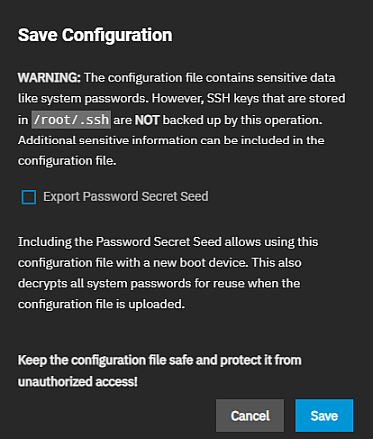 Save Configuration
WARNING: The configuration file contains sensitive data
like system passwords. However, SSH keys that are stored
in /root/.ssh are NOT backed up by this operation.
Additional sensitive information can be included in the
configuration file.
Export Password Secret Seed
Including the Password Secret Seed allows using this
configuration file with a new boot device. This also
decrypts all system passwords for reuse when the
configuration file is uploaded.
Keep the configuration file safe and protect it from
unauthorized access!
Cancel Save